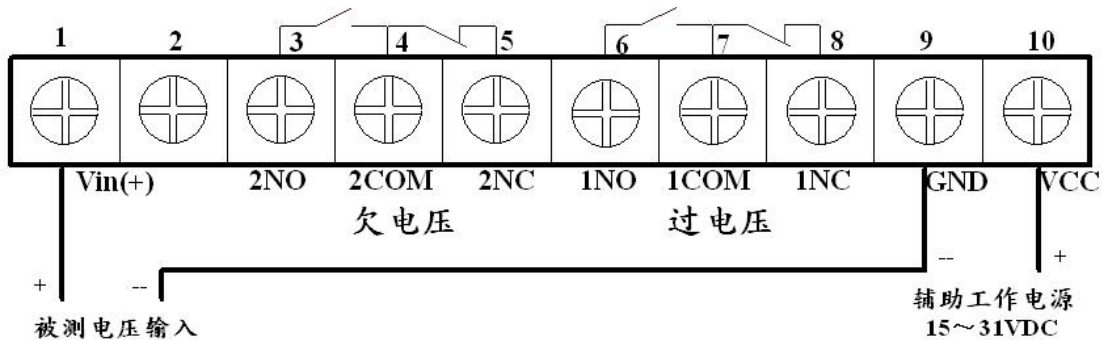 1 2 3 4 5 6 7 8 9 10
Vin(+) 2NO 2COM 2NC 1NO 1COM 1NC GND VCC
欠电压 过电压
+ -- -- +
被测电压输入
辅助工作电源
15～31VDC